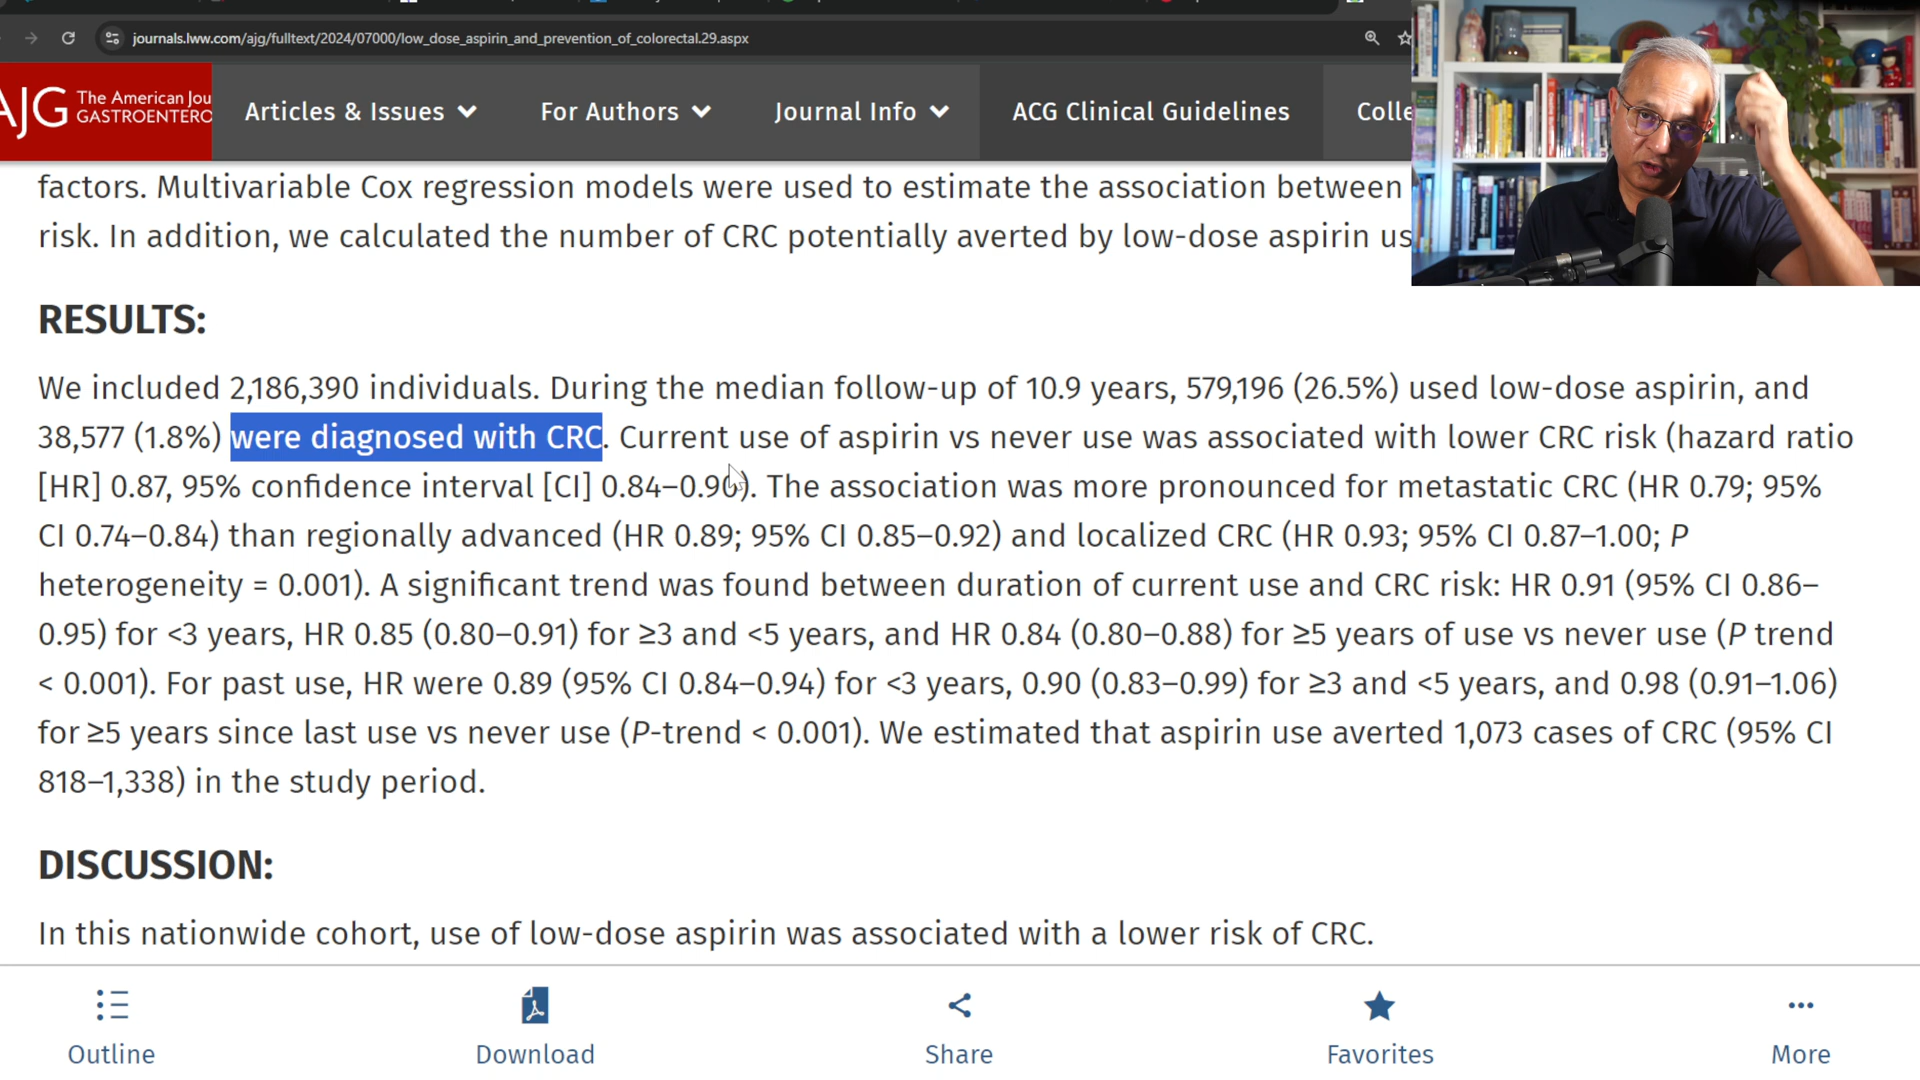 journals.lww.com/ajg/fulltext/2024/07000/low_dose_aspirin_and_prevention_of_colorectal.29.aspx
AJG The American Jou
GASTROENTERO
Articles & Issues
For Authors
Journal Info
ACG Clinical Guidelines
Colle
factors. Multivariable Cox regression models were used to estimate the association between
risk. In addition, we calculated the number of CRC potentially averted by low-dose aspirin us
RESULTS:
We included 2,186,390 individuals. During the median follow-up of 10.9 years, 579,196 (26.5%) used low-dose aspirin, and
38,577 (1.8%) were diagnosed with CRC. Current use of aspirin vs never use was associated with lower CRC risk (hazard ratio
[HR] 0.87, 95% confidence interval [CI] 0.84–0.90). The association was more pronounced for metastatic CRC (HR 0.79; 95%
CI 0.74–0.84) than regionally advanced (HR 0.89; 95% CI 0.85–0.92) and localized CRC (HR 0.93; 95% CI 0.87–1.00; P
heterogeneity = 0.001). A significant trend was found between duration of current use and CRC risk: HR 0.91 (95% CI 0.86–
0.95) for <3 years, HR 0.85 (0.80–0.91) for ≥3 and <5 years, and HR 0.84 (0.80–0.88) for ≥5 years of use vs never use (P trend
< 0.001). For past use, HR were 0.89 (95% CI 0.84–0.94) for <3 years, 0.90 (0.83–0.99) for ≥3 and <5 years, and 0.98 (0.91–1.06)
for ≥5 years since last use vs never use (P-trend < 0.001). We estimated that aspirin use averted 1,073 cases of CRC (95% CI
818–1,338) in the study period.
DISCUSSION:
In this nationwide cohort, use of low-dose aspirin was associated with a lower risk of CRC.
Outline
Download
Share
Favorites
More